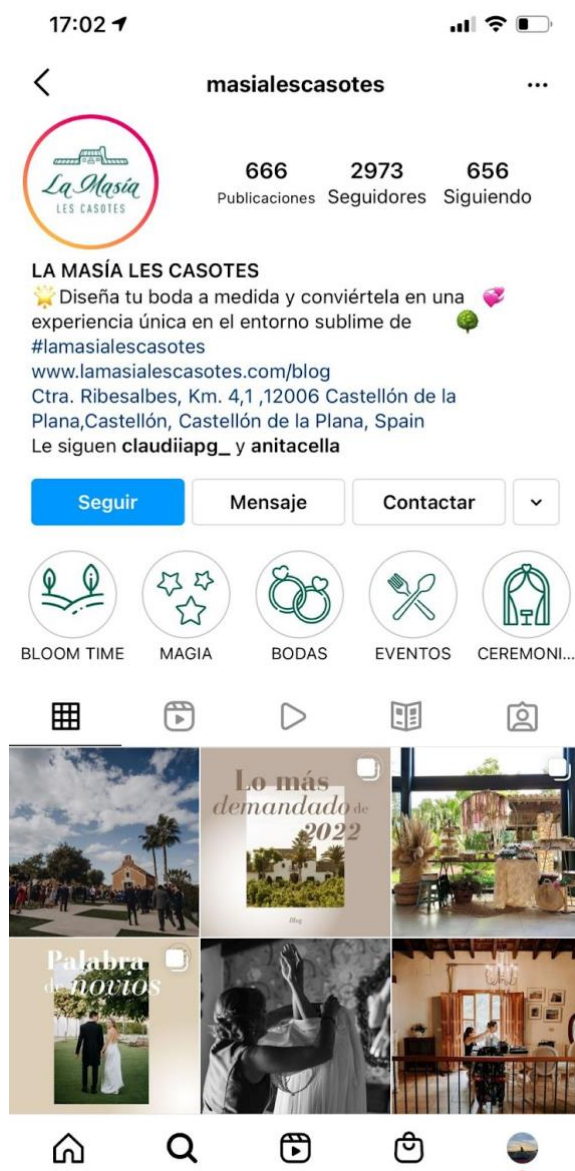 17:02
masialescasotes
La Masía
LES CASOTES
666
2973
656
Publicaciones
Seguidores
Siguiendo
LA MASÍA LES CASOTES
🌟Diseña tu boda a medida y conviértela en una 💞
experiencia única en el entorno sublime de 🌳
#lamasialescasotes
www.lamasialescasotes.com/blog
Ctra. Ribesalbes, Km. 4,1 ,12006 Castellón de la
Plana,Castellón, Castellón de la Plana, Spain
Le siguen claudiiapg_ y anitacella
Seguir
Mensaje
Contactar
BLOOM TIME
MAGIA
BODAS
EVENTOS
CEREMONI...
Lo más
demandado de
2022
Blog
Palabra
de novios